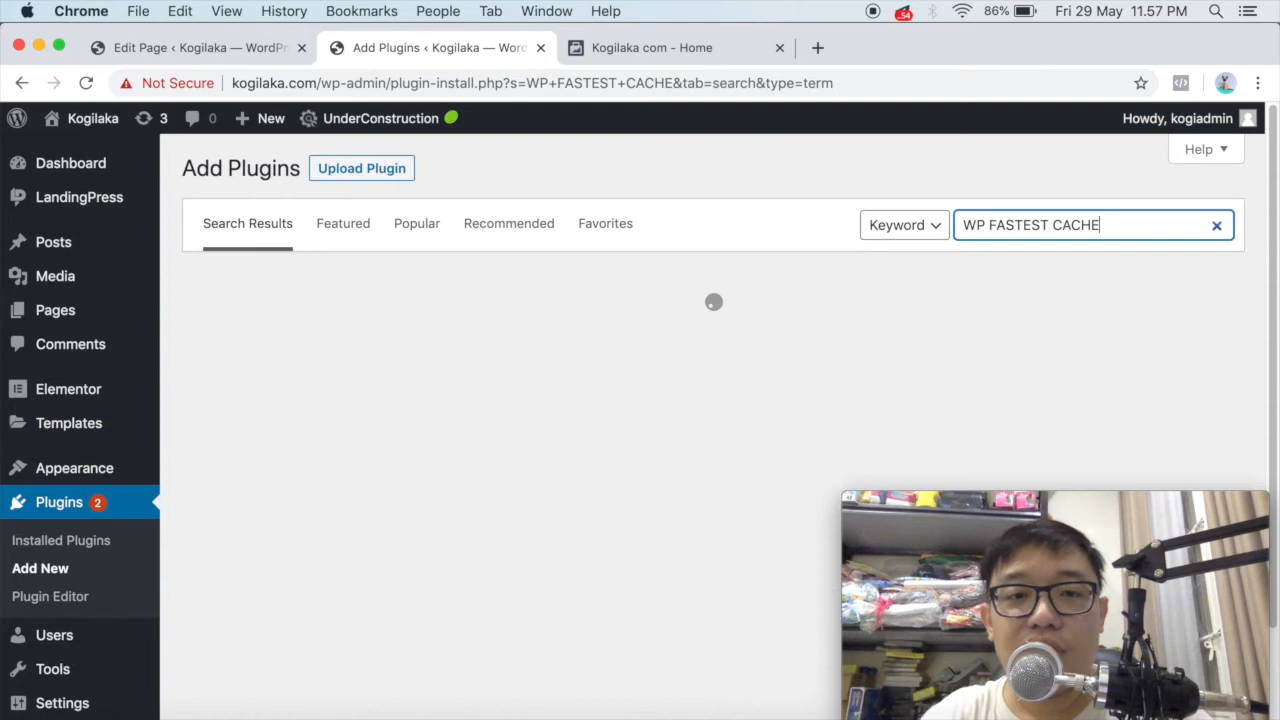 Chrome File Edit View History Bookmarks People Tab Window Help 54 86% Fri 29 May 11.57 PM
Edit Page ‹ Kogilaka — WordPr Add Plugins ‹ Kogilaka — Word Kogilaka com - Home
Not Secure kogilaka.com/wp-admin/plugin-install.php?s=WP+FASTEST+CACHE&tab=search&type=term
Kogilaka 3 0 New UnderConstruction Howdy, kogiadmin
Help
Add Plugins Upload Plugin
Search Results Featured Popular Recommended Favorites Keyword WP FASTEST CACHE
Dashboard
LandingPress
Posts
Media
Pages
Comments
Elementor
Templates
Appearance
Plugins 2
Installed Plugins
Add New
Plugin Editor
Users
Tools
Settings